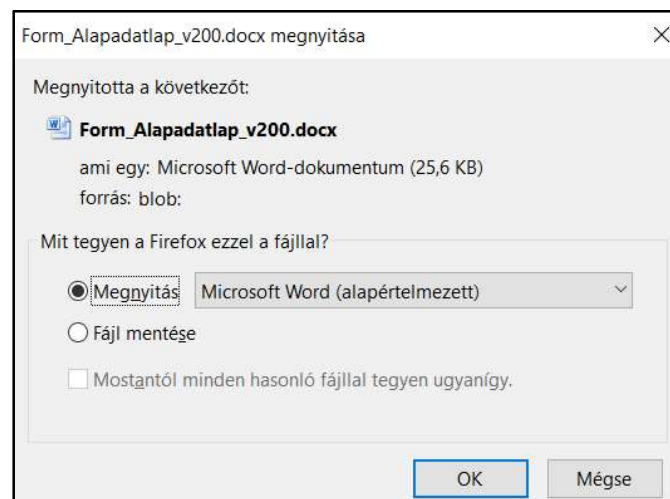 Form_Alapadatlap_v200.docx megnyitása
Megnyitotta a következőt:
Form_Alapadatlap_v200.docx
ami egy: Microsoft Word-dokumentum (25,6 KB)
forrás: blob:
Mit tegyen a Firefox ezzel a fájllal?
Megnyitás Microsoft Word (alapértelmezett)
Fájl mentése
Mostantól minden hasonló fájllal tegyen ugyanígy.
OK Mégse